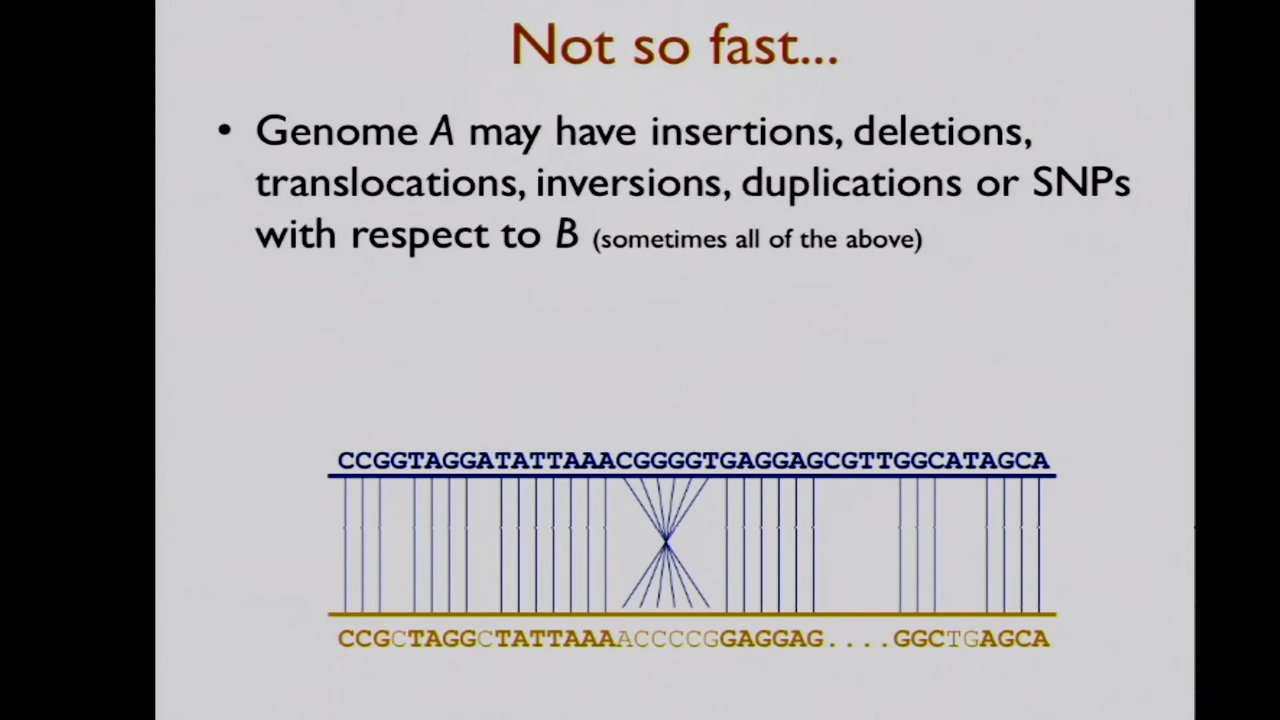 Not so fast...
• Genome A may have insertions, deletions,
translocations, inversions, duplications or SNPs
with respect to B (sometimes all of the above)
CCGGTAGGATATTAAACGGGGTGAGGAGCGTTGGCATAGCA
CCGCTAGGCTATTAAAACCCCGGAGGAG....GGCTGAGCA